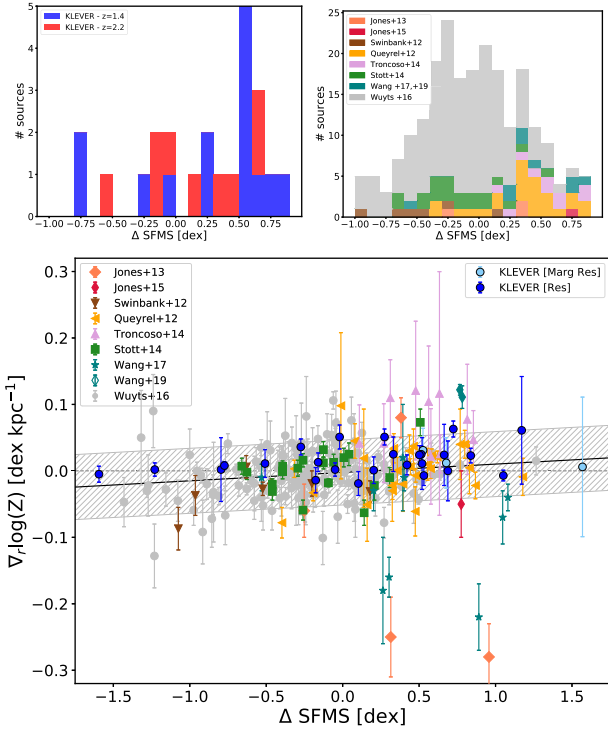 KLEVER - z=1.4
KLEVER - z=2.2
5
4
3
2
1
0
# sources
−1.00 −0.75 −0.50 −0.25 0.00 0.25 0.50 0.75
Δ SFMS [dex]
Jones+13
Jones+15
Swinbank+12
Queyrel+12
Troncoso+14
Stott+14
Wang +17,+19
Wuyts +16
25
20
15
10
5
0
# sources
−1.00 −0.75 −0.50 −0.25 0.00 0.25 0.50 0.75
Δ SFMS [dex]
Jones+13
Jones+15
Swinbank+12
Queyrel+12
Troncoso+14
Stott+14
Wang+17
Wang+19
Wuyts+16
KLEVER [Marg Res]
KLEVER [Res]
0.3
0.2
0.1
0.0
−0.1
−0.2
−0.3
∇rlog(Z) [dex kpc⁻¹]
−1.5 −1.0 −0.5 0.0 0.5 1.0 1.5
Δ SFMS [dex]